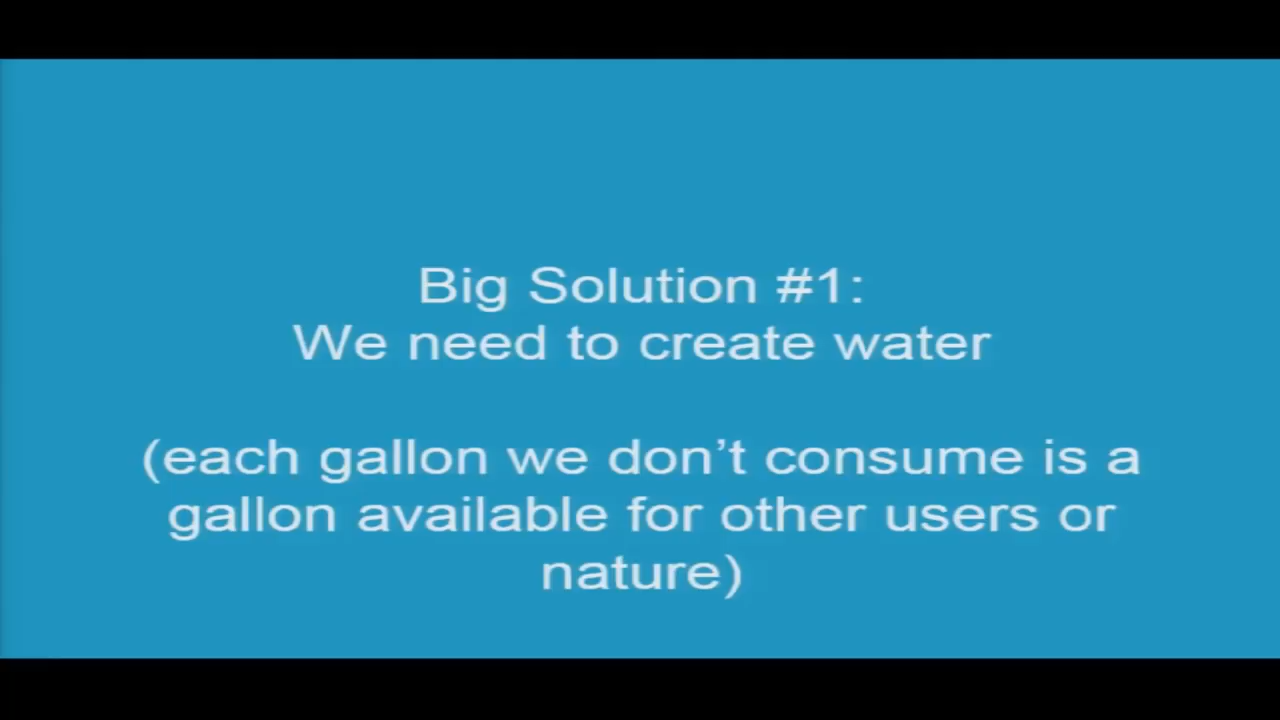 Big Solution #1:
We need to create water
(each gallon we don’t consume is a
gallon available for other users or
nature)